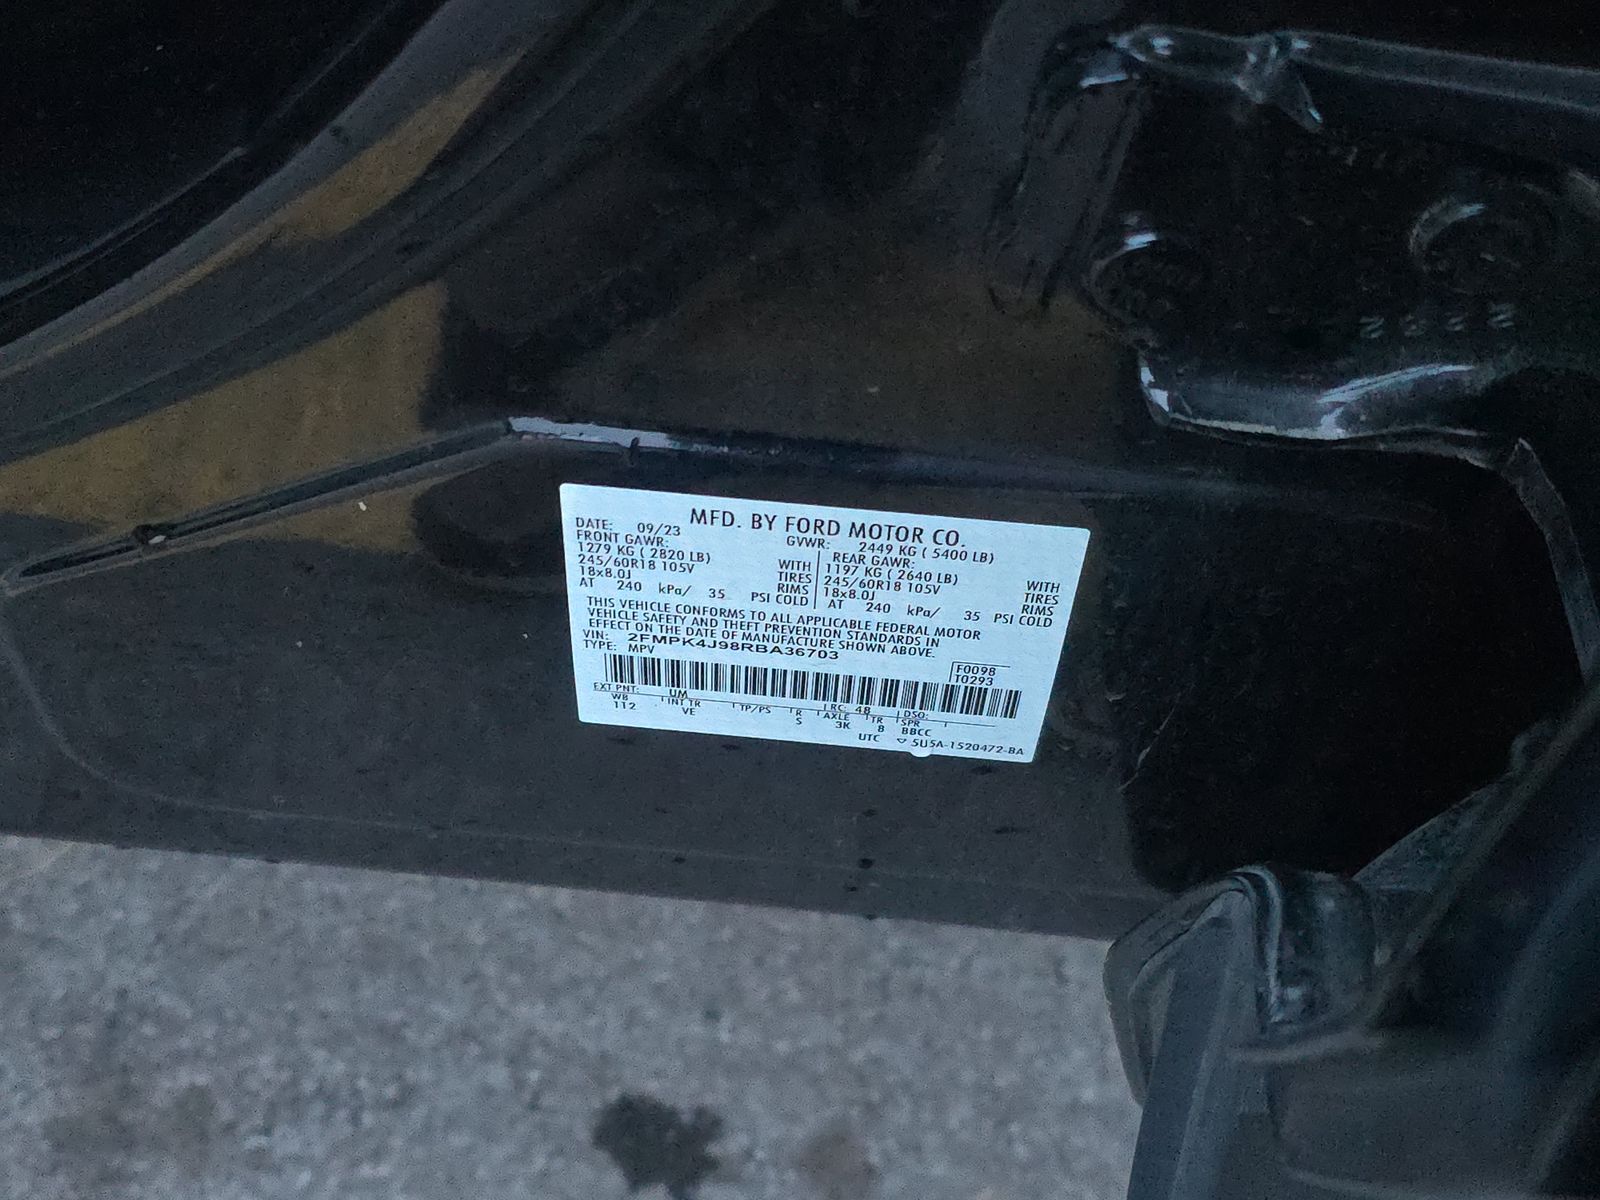 MFD. BY FORD MOTOR CO.
DATE: 09/23 GVWR: 2449 KG ( 5400 LB)
FRONT GAWR: REAR GAWR:
1279 KG ( 2820 LB) WITH 1197 KG ( 2640 LB) WITH
245/60R18 105V TIRES 245/60R18 105V TIRES
18x8.0J RIMS 18x8.0J RIMS
AT 240 kPa/ 35 PSI COLD AT 240 kPa/ 35 PSI COLD
THIS VEHICLE CONFORMS TO ALL APPLICABLE FEDERAL MOTOR
VEHICLE SAFETY AND THEFT PREVENTION STANDARDS IN
EFFECT ON THE DATE OF MANUFACTURE SHOWN ABOVE.
VIN: 2FMPK4J98RBA36703
TYPE: MPV F0098
T0293
EXT PNT: UM RC: 48 DSO:
WB INT TR TP/PS R AXLE TR SPR
112 VE S 3K 8 BBCC
UTC ▽ 5U5A-1520472-BA